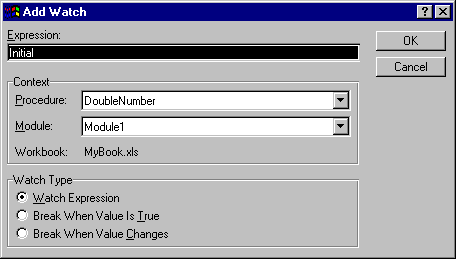 Add Watch
Expression:
OK
Initial
Cancel
Context
Procedure: DoubleNumber
Module: Module1
Workbook: MyBook.xls
Watch Type
Watch Expression
Break When Value Is True
Break When Value Changes